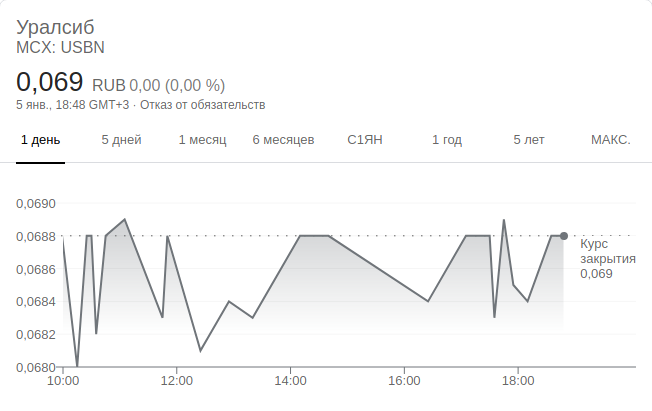 Уралсиб
MCX: USBN
0,069 RUB 0,00 (0,00 %)
5 янв., 18:48 GMT+3 · Отказ от обязательств
1 день 5 дней 1 месяц 6 месяцев С1ЯН 1 год 5 лет МАКС.
0,0690
0,0688
Курс
закрытия
0,069
0,0686
0,0684
0,0682
0,0680
10:00 12:00 14:00 16:00 18:00